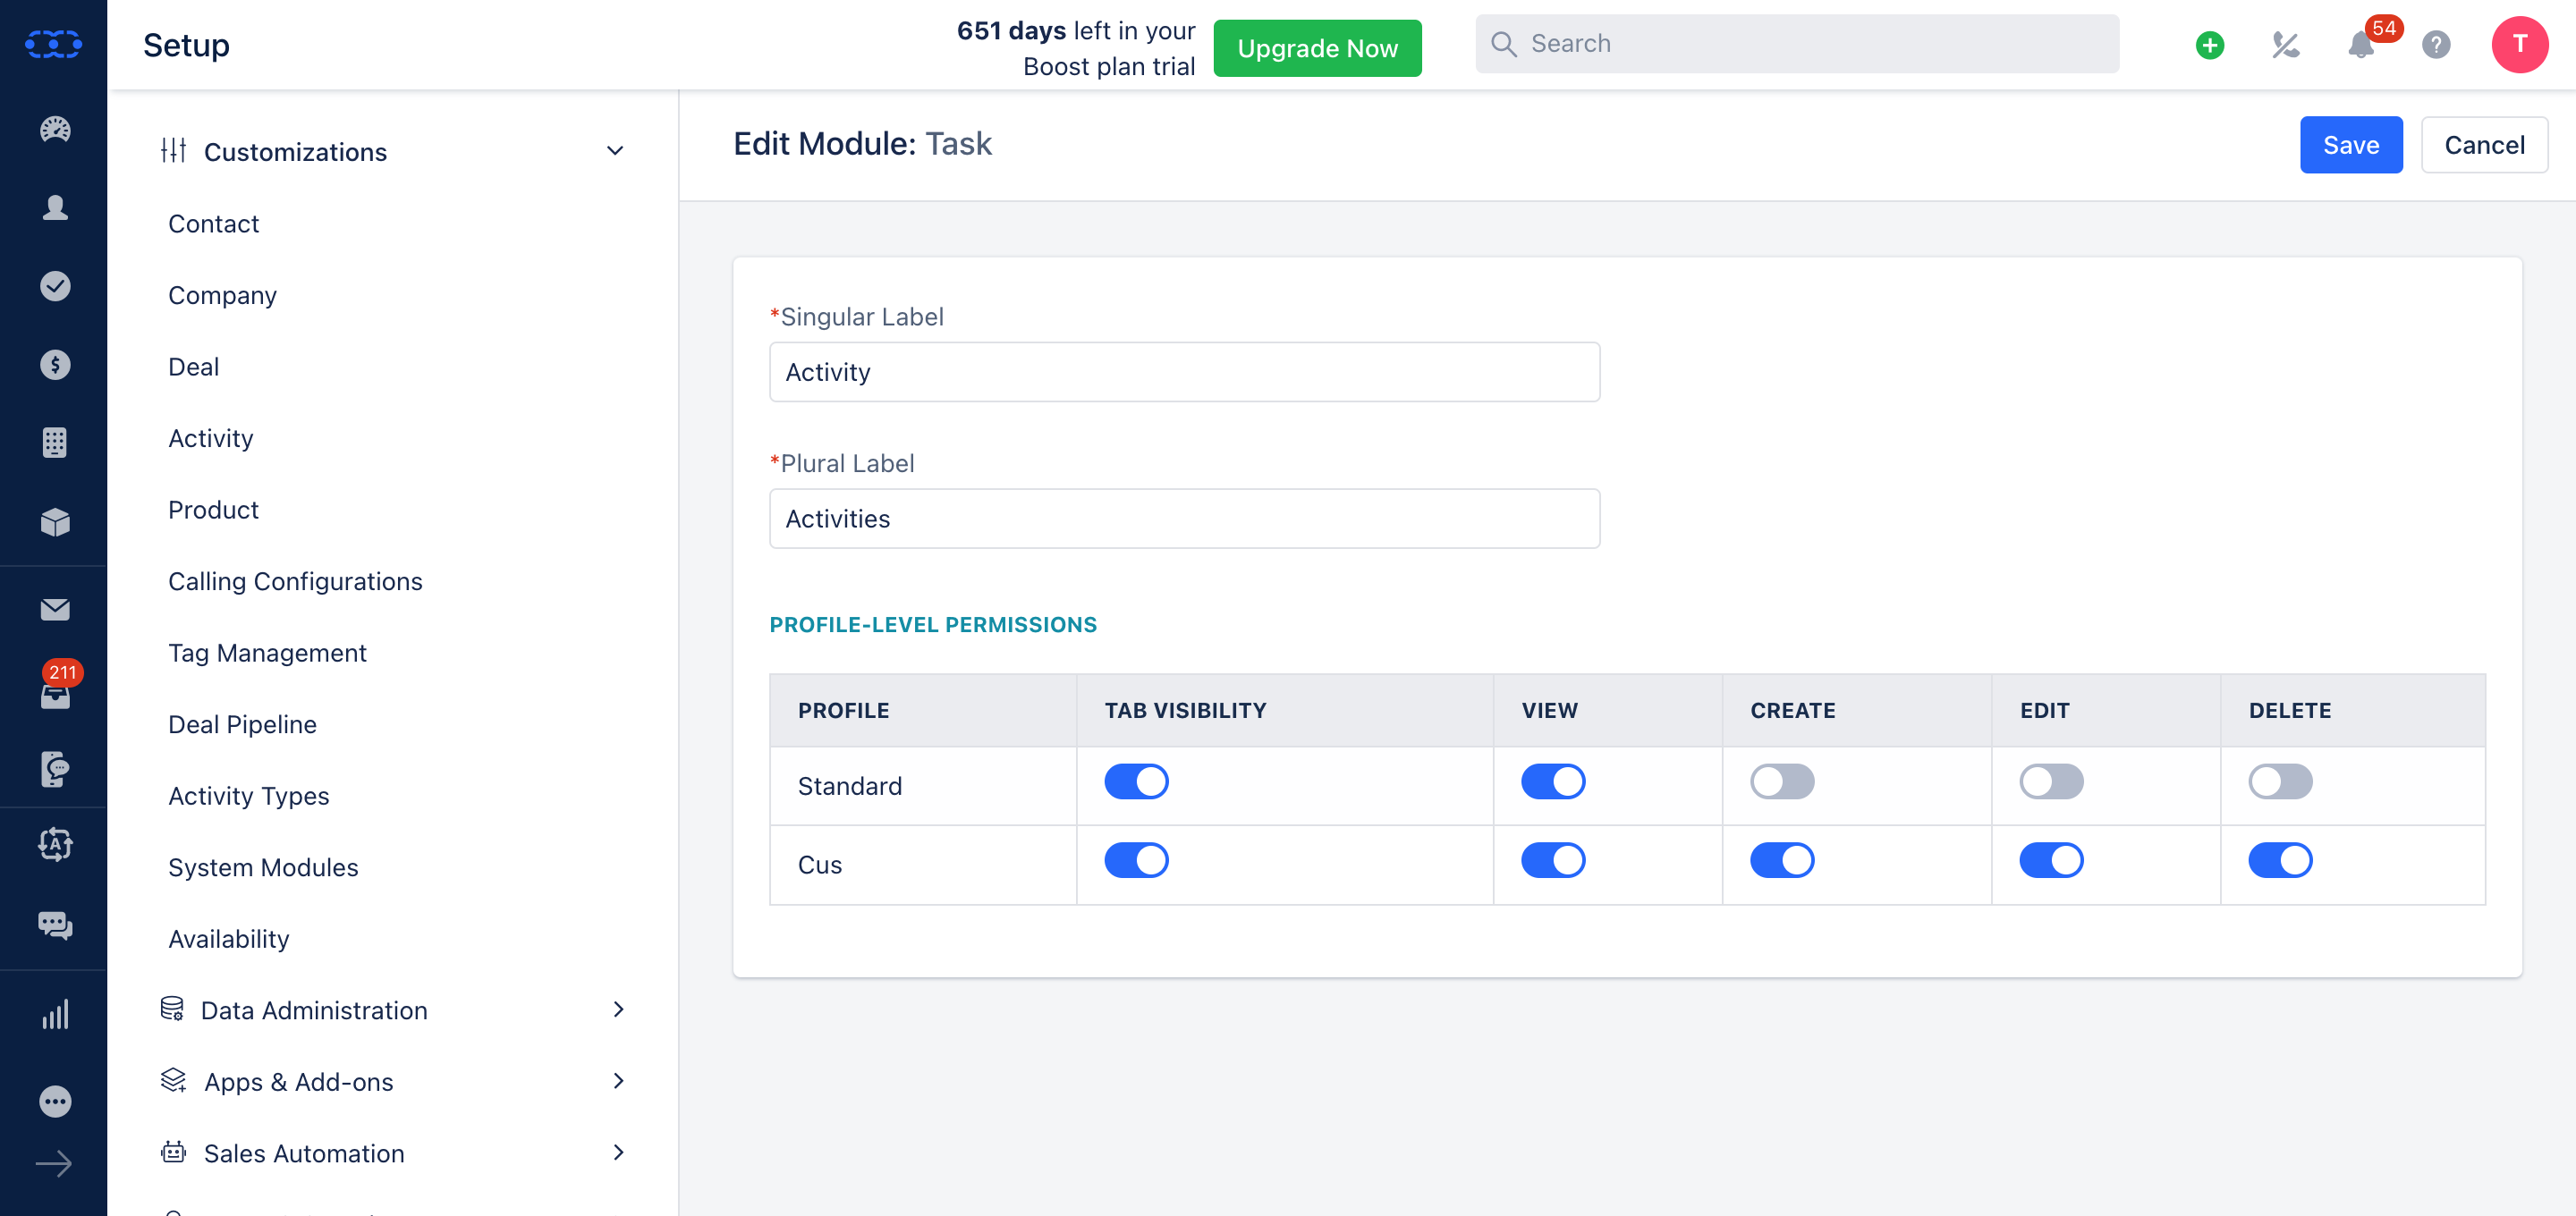 Setup
651 days left in your
Boost plan trial
Upgrade Now
Search
54
?
T
Customizations
Contact
Company
Deal
Activity
Product
Calling Configurations
Tag Management
Deal Pipeline
Activity Types
System Modules
Availability
Data Administration
Apps & Add-ons
Sales Automation
211
A
Edit Module: Task
Save
Cancel
*Singular Label
Activity
*Plural Label
Activities
PROFILE-LEVEL PERMISSIONS
PROFILE TAB VISIBILITY VIEW CREATE EDIT DELETE
Standard
Cus